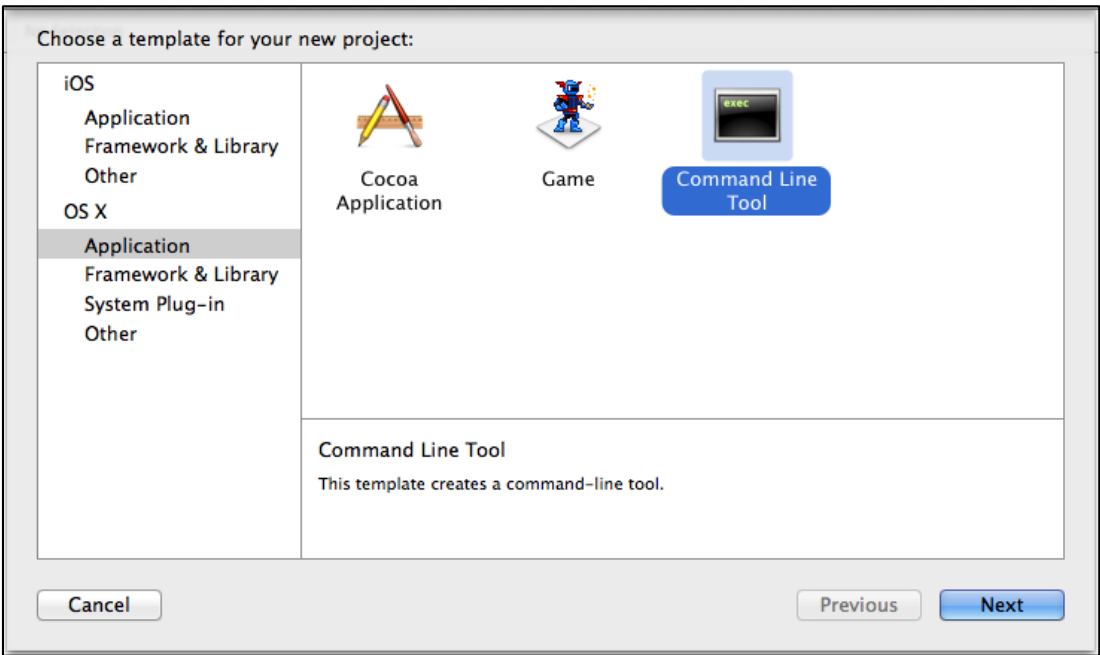 Choose a template for your new project:
iOS
Application
Framework & Library
Other
OS X
Application
Framework & Library
System Plug-in
Other
Cocoa
Application
Game
exec
Command Line
Tool
Command Line Tool
This template creates a command-line tool.
Cancel
Previous
Next